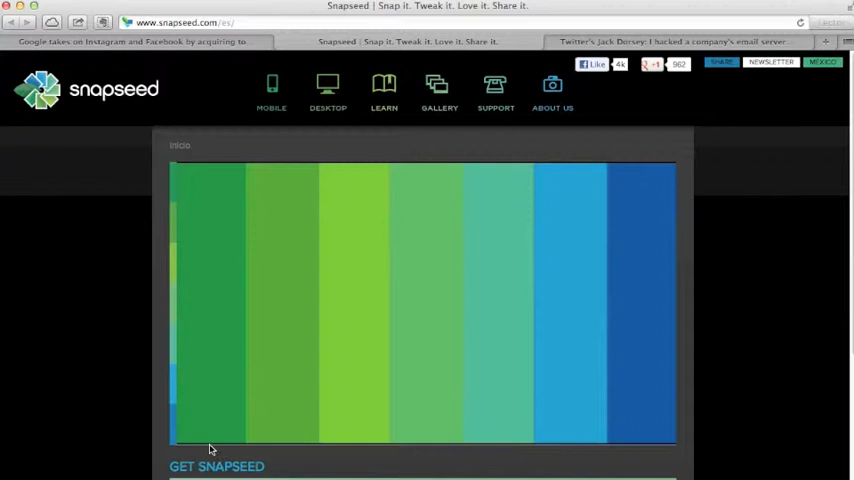 Snapseed | Snap it. Tweak it. Love it. Share it.
www.snapseed.com/es/
Lector
Google takes on Instagram and Facebook by acquiring to...
Snapseed | Snap it. Tweak it. Love it. Share it.
Twitter's Jack Dorsey: I hacked a company's email server...
snapseed
MOBILE
DESKTOP
LEARN
GALLERY
SUPPORT
ABOUT US
Like
4k
+1
962
SHARE
NEWSLETTER
MEXICO
Inicio
GET SNAPSEED